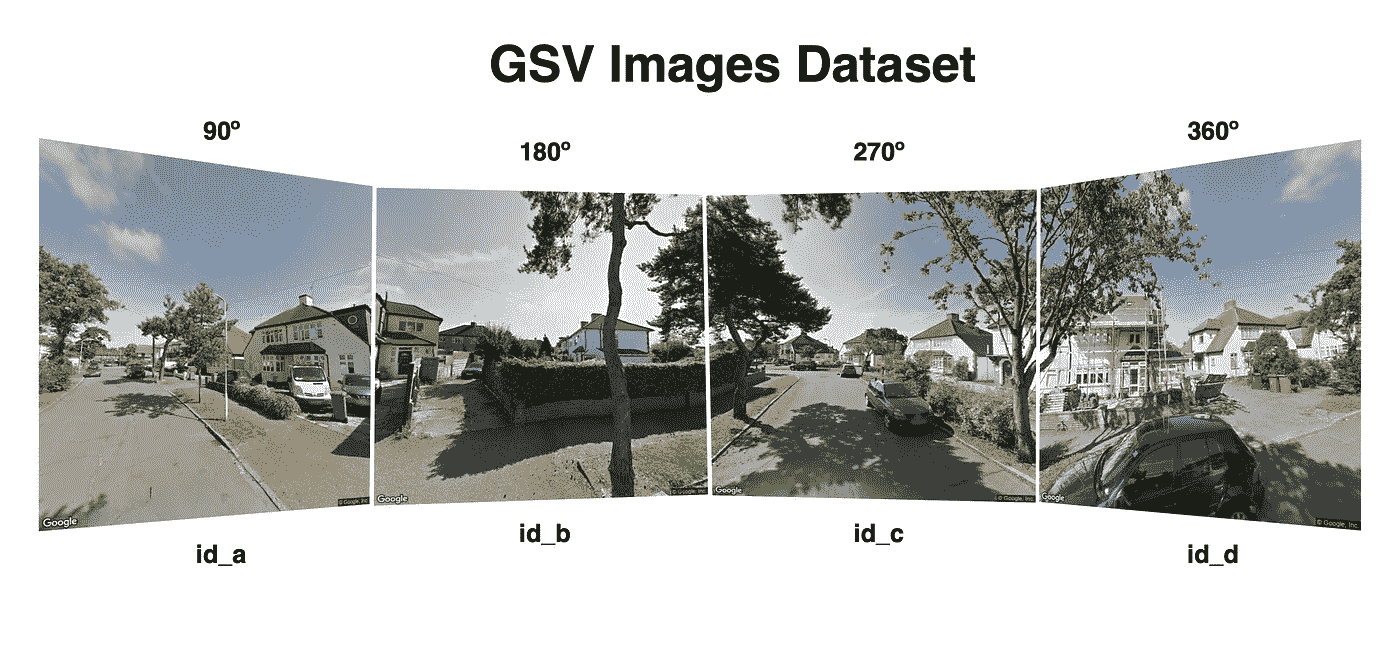 GSV Images Dataset
90º
180º
270º
360º
Google
© Google, Inc.
Google
© Google, Inc.
Google
© Google, Inc.
Google
© Google, Inc.
id_a
id_b
id_c
id_d